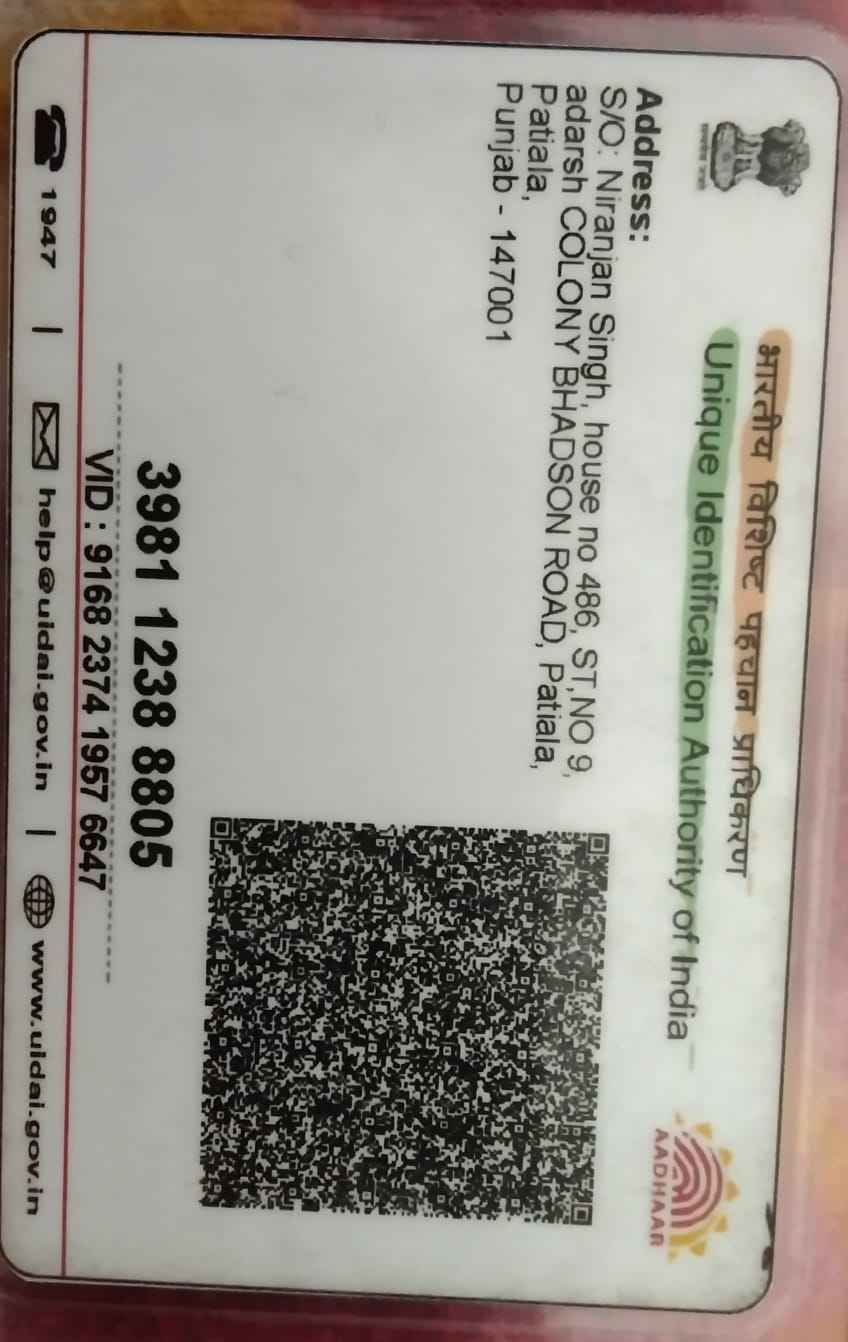 भारतीय विशिष्ट पहचान प्राधिकरण
Unique Identification Authority of India
AADHAAR
Address:
S/O: Niranjan Singh, house no 486, ST,NO 9,
adarsh COLONY BHADSON ROAD, Patiala,
Patiala,
Punjab - 147001
3981 1238 8805
VID : 9168 2374 1957 6647
1947 | help@uidai.gov.in | www.uidai.gov.in